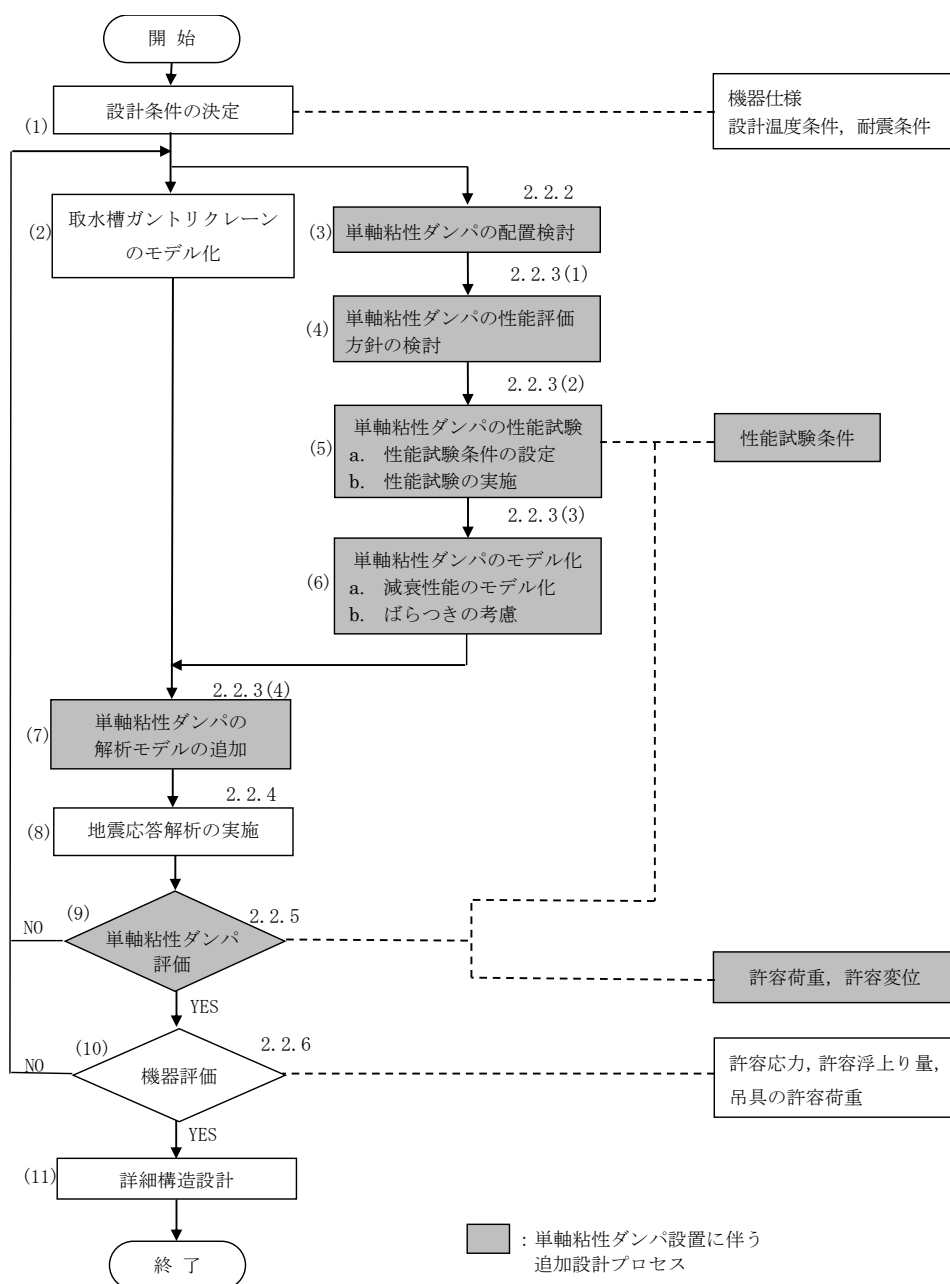 開 始
設計条件の決定
(1)
機器仕様
設計温度条件，耐震条件
2.2.2
取水槽ガントリクレーン
のモデル化
(2)
(3)
単軸粘性ダンパの配置検討
2.2.3(1)
単軸粘性ダンパの性能評価
方針の検討
(4)
2.2.3(2)
単軸粘性ダンパの性能試験
a. 性能試験条件の設定
b. 性能試験の実施
(5)
性能試験条件
2.2.3(3)
単軸粘性ダンパのモデル化
a. 減衰性能のモデル化
b. ばらつきの考慮
(6)
2.2.3(4)
単軸粘性ダンパの
解析モデルの追加
(7)
2.2.4
(8)
地震応答解析の実施
(9)
2.2.5
NO
単軸粘性ダンパ
評価
許容荷重，許容変位
YES
(10)
2.2.6
NO
機器評価
許容応力，許容浮上り量，
吊具の許容荷重
YES
(11)
詳細構造設計
終 了
：単軸粘性ダンパ設置に伴う
追加設計プロセス